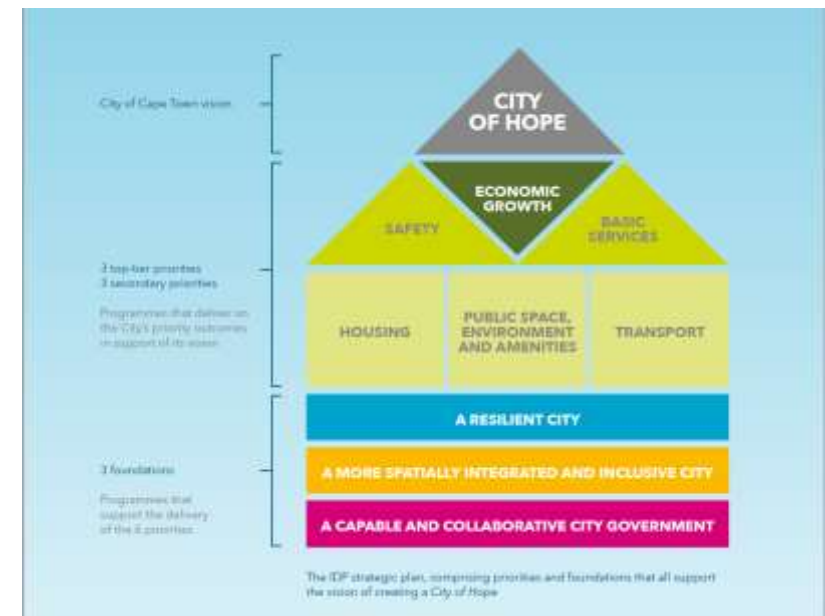 City of Cape Town vision
CITY
OF HOPE
ECONOMIC
GROWTH
SAFETY
BASIC
SERVICES
3 top-tier priorities
3 secondary priorities
Programmes that deliver on
the City's priority outcomes
in support of its vision
HOUSING
PUBLIC SPACE,
ENVIRONMENT
AND AMENITIES
TRANSPORT
A RESILIENT CITY
3 foundations
A MORE SPATIALLY INTEGRATED AND INCLUSIVE CITY
Programmes that
support the delivery
of the 6 priorities
A CAPABLE AND COLLABORATIVE CITY GOVERNMENT
The IDP strategic plan, comprising priorities and foundations that all support
the vision of creating a City of Hope